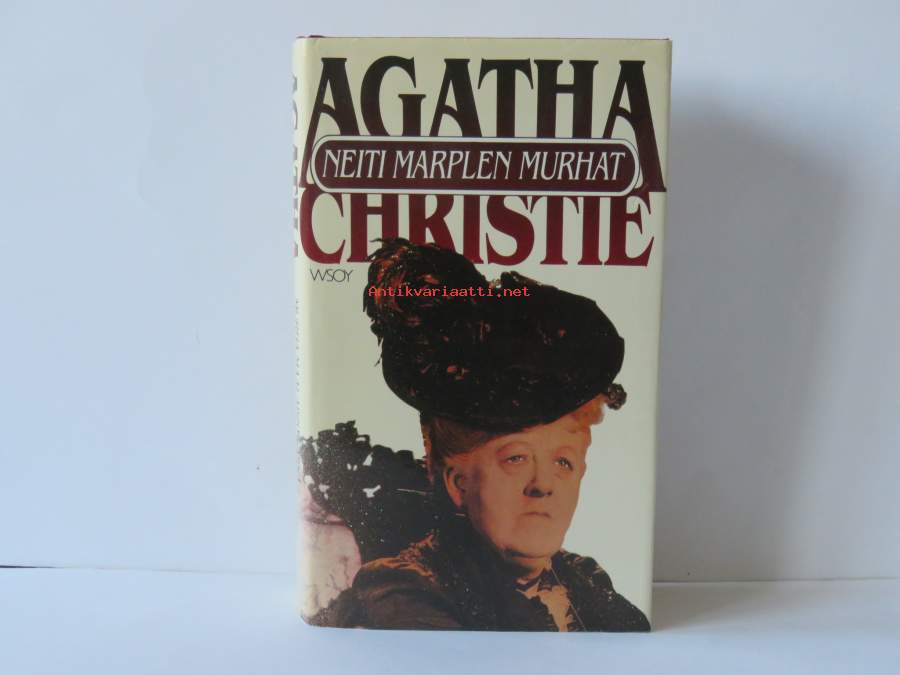 AGATHA
NEITI MARPLEN MURHAT
CHRISTIE
WSOY
Antikvariaatti.net